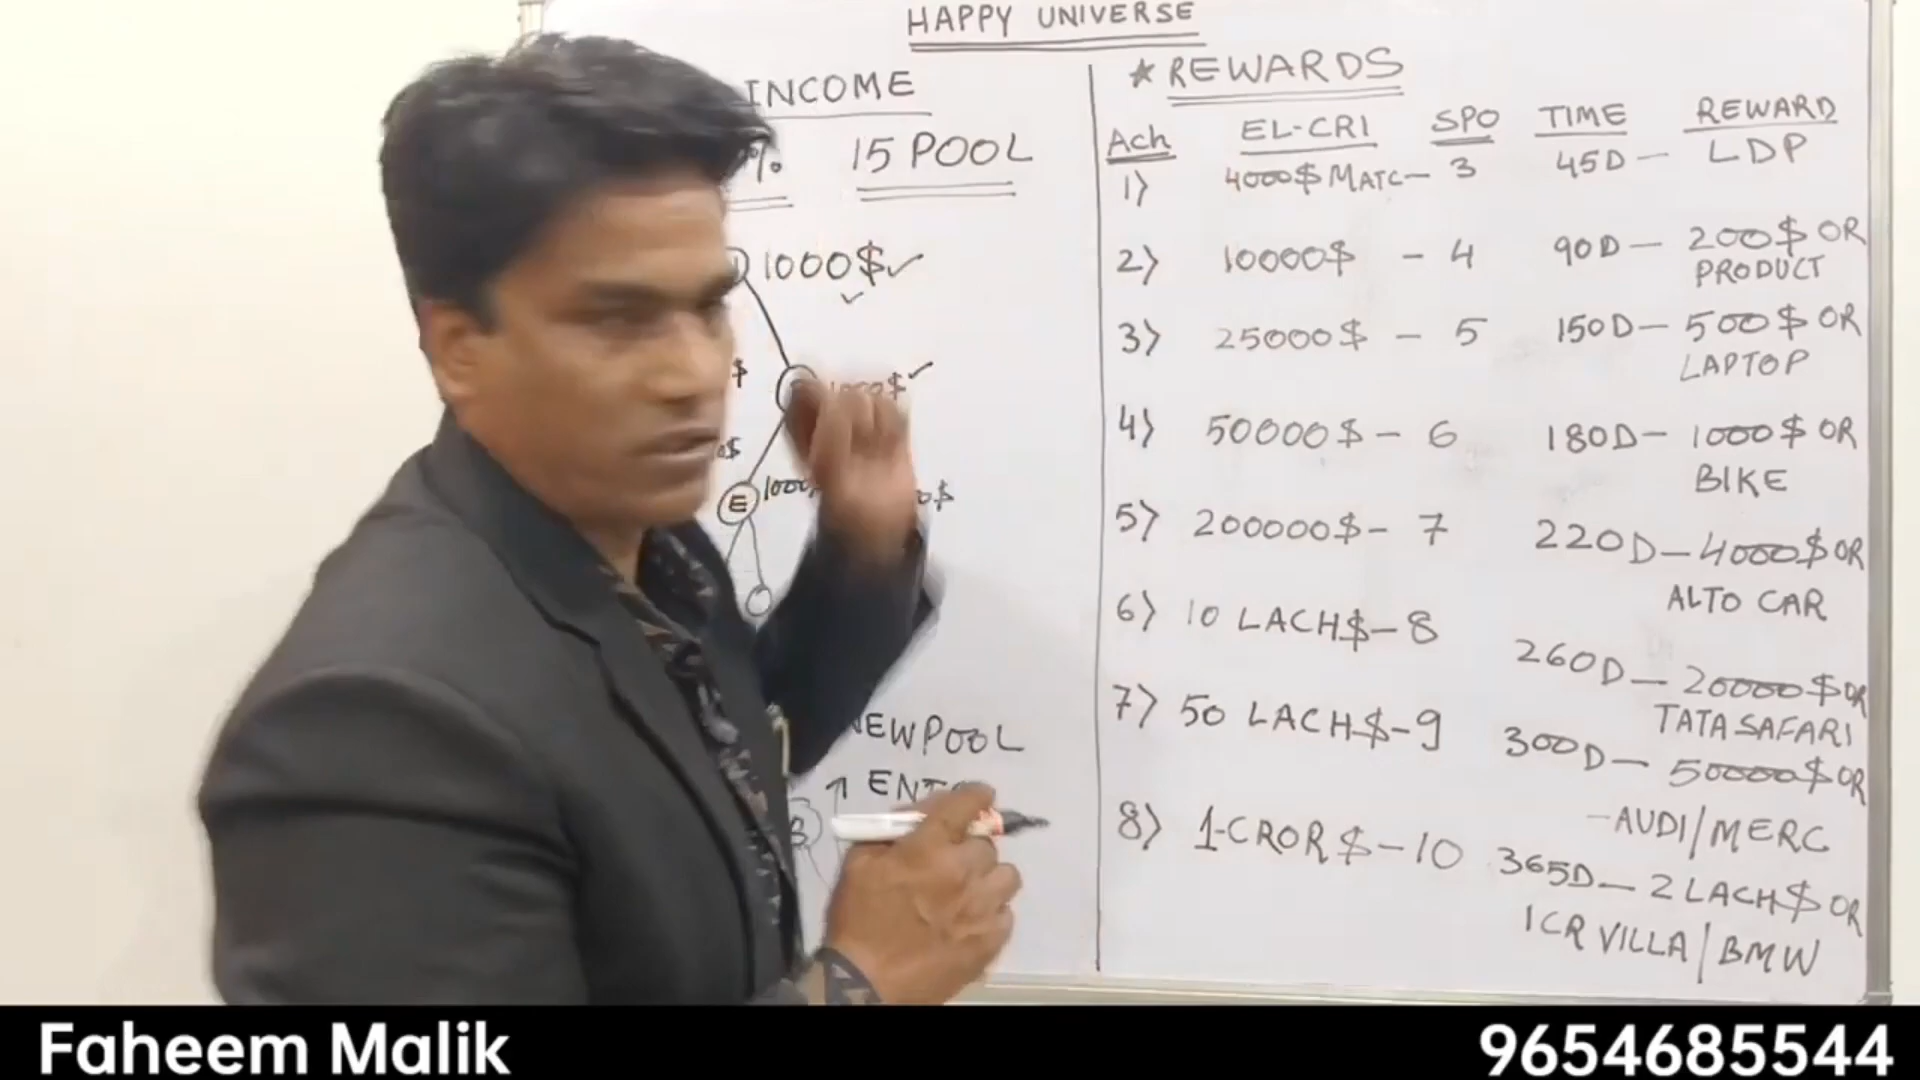 HAPPY UNIVERSE
INCOME
% 15 POOL
1000$
$
$
E 1000
$
NEW POOL
↑
★ REWARDS
Ach EL-CRI SPO TIME REWARD
1) 4000$ MATC - 3 45D - LDP
2) 10000$ - 4 90D - 200$ OR
PRODUCT
3) 25000$ - 5 150D - 500$ OR
LAPTOP
4) 50000$ - 6 180D - 1000$ OR
BIKE
5) 200000$ - 7 220D - 4000$ OR
ALTO CAR
6) 10 LACH$ - 8 260D - 20000$ OR
TATA SAFARI
7) 50 LACH$ - 9 300D - 50000$ OR
- AUDI/MERC
8) 1-CROR $ - 10 365D - 2 LACH$ OR
1CR VILLA/BMW
Faheem Malik 9654685544